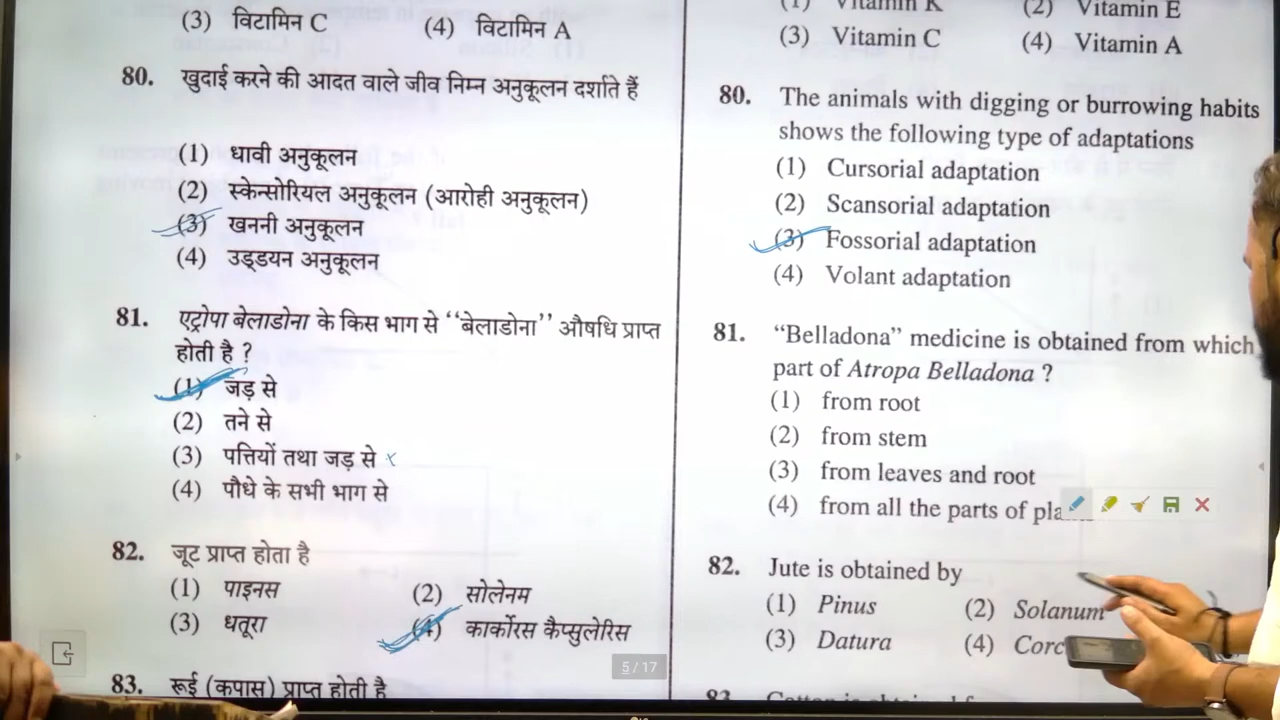 (3) विटामिन C (4) विटामिन A
80. खुदाई करने की आदत वाले जीव निम्न अनुकूलन दर्शाते हैं
(1) धावी अनुकूलन
(2) स्केन्सोरियल अनुकूलन (आरोही अनुकूलन)
(3) खननी अनुकूलन
(4) उड्डयन अनुकूलन
81. एट्रोपा बेलाडोना के किस भाग से ‘‘बेलाडोना’’ औषधि प्राप्त
होती है ?
(1) जड़ से
(2) तने से
(3) पत्तियों तथा जड़ से x
(4) पौधे के सभी भाग से
82. जूट प्राप्त होता है
(1) पाइनस (2) सोलेनम
(3) धतूरा (4) कार्कोरस कैप्सुलेरिस
83. रूई (कपास) प्राप्त होती है
(1) Vitamin K (2) Vitamin E
(3) Vitamin C (4) Vitamin A
80. The animals with digging or burrowing habits
shows the following type of adaptations
(1) Cursorial adaptation
(2) Scansorial adaptation
(3) Fossorial adaptation
(4) Volant adaptation
81. “Belladona” medicine is obtained from which
part of Atropa Belladona ?
(1) from root
(2) from stem
(3) from leaves and root
(4) from all the parts of pla
82. Jute is obtained by
(1) Pinus (2) Solanum
(3) Datura (4) Corc
5 / 17